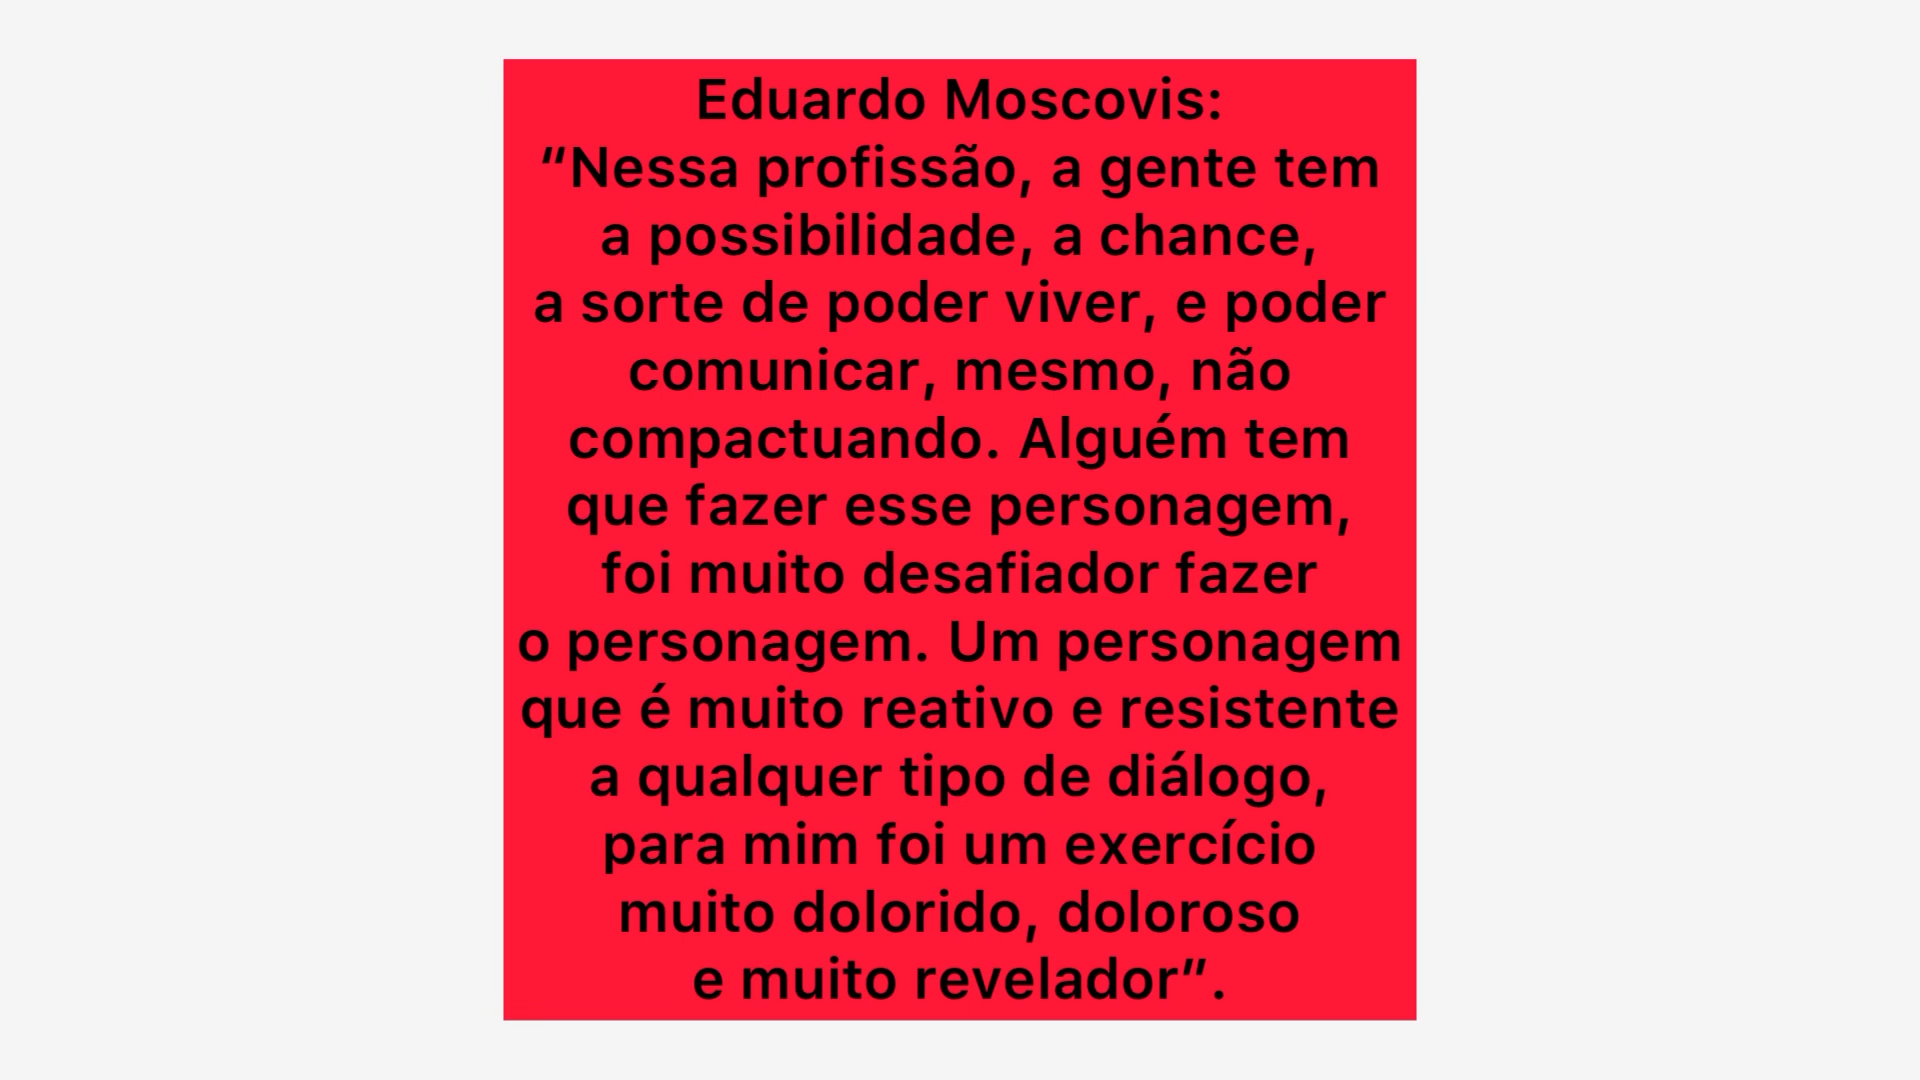 Eduardo Moscovis:
“Nessa profissão, a gente tem
a possibilidade, a chance,
a sorte de poder viver, e poder
comunicar, mesmo, não
compactuando. Alguém tem
que fazer esse personagem,
foi muito desafiador fazer
o personagem. Um personagem
que é muito reativo e resistente
a qualquer tipo de diálogo,
para mim foi um exercício
muito dolorido, doloroso
e muito revelador”.